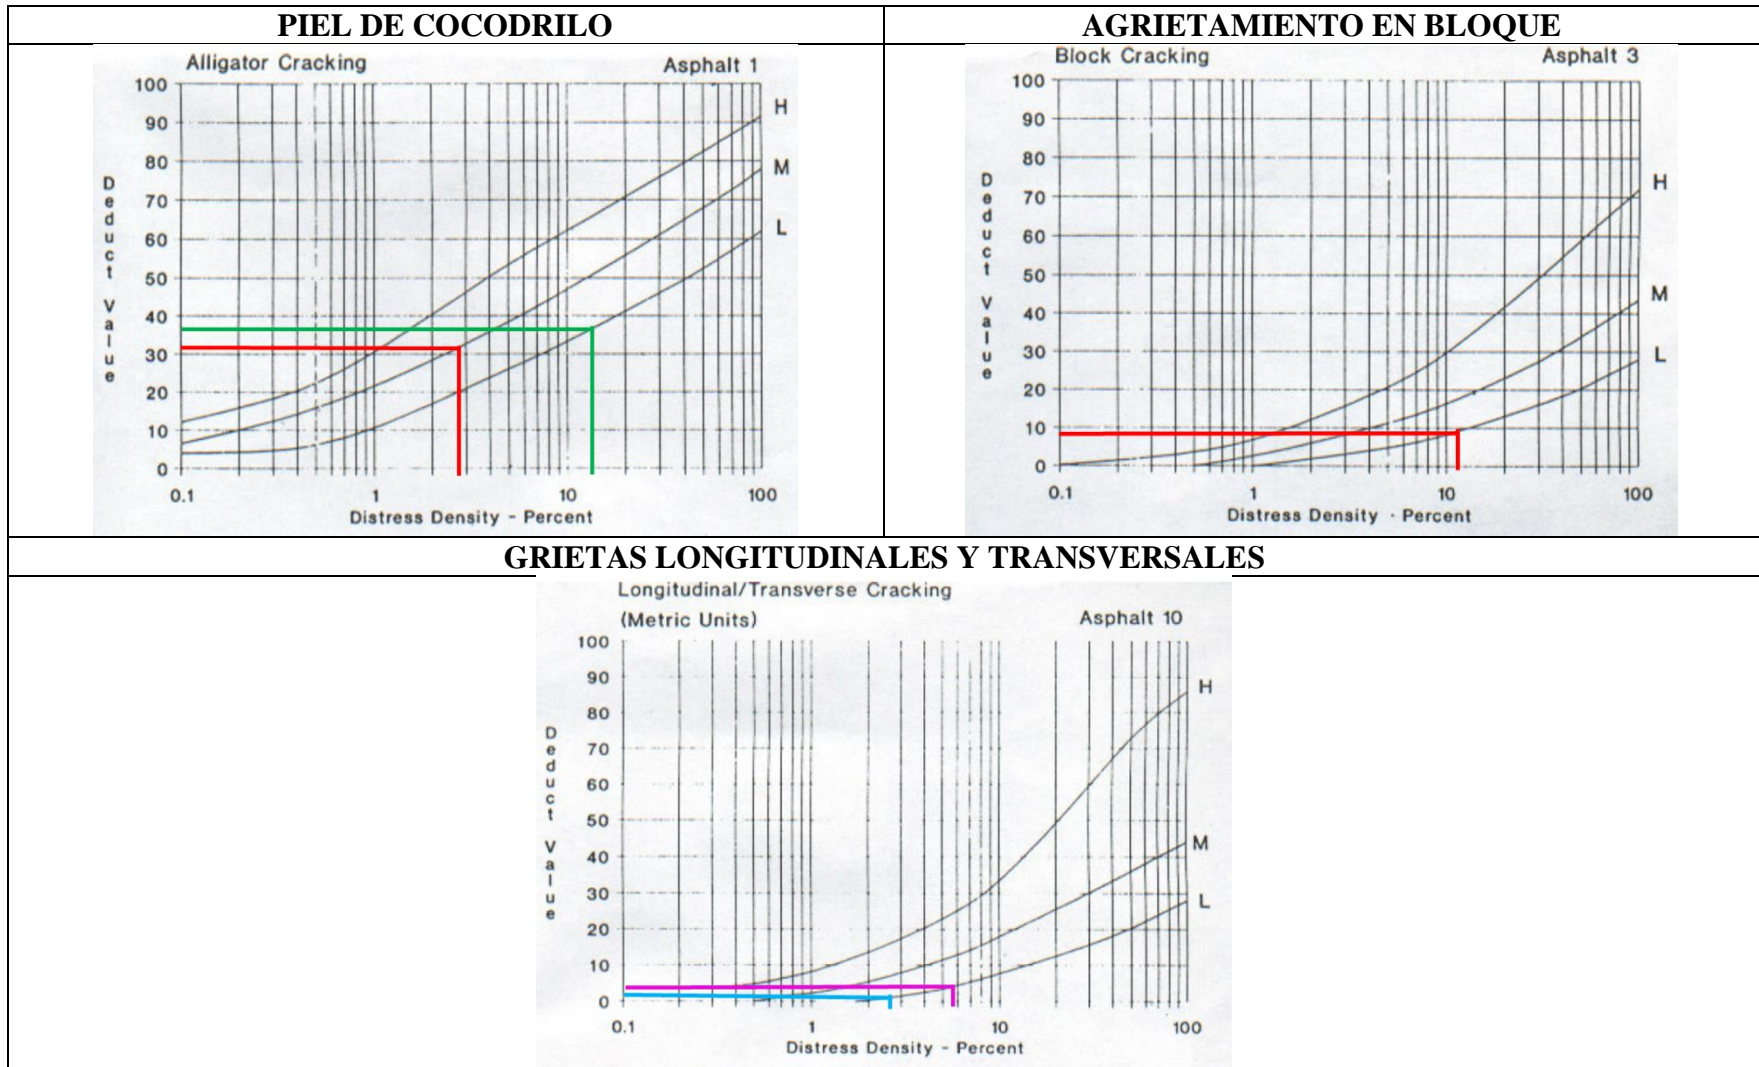 PIEL DE COCODRILO
Alligator Cracking Asphalt 1
100
90
80
70
60
50
40
30
20
10
0
Deduct Value
H
M
L
0.1 1 10 100
Distress Density - Percent
AGRIETAMIENTO EN BLOQUE
Block Cracking Asphalt 3
100
90
80
70
60
50
40
30
20
10
0
Deduct Value
H
M
L
0.1 1 10 100
Distress Density · Percent
GRIETAS LONGITUDINALES Y TRANSVERSALES
Longitudinal/Transverse Cracking
(Metric Units) Asphalt 10
100
90
80
70
60
50
40
30
20
10
0
Deduct Value
H
M
L
0.1 1 10 100
Distress Density - Percent